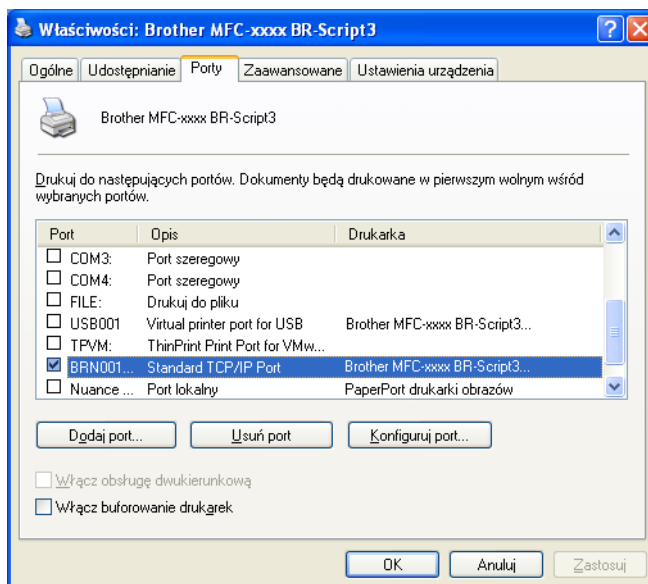 Właściwości: Brother MFC-xxxx BR-Script3
Ogólne Udostępnianie Porty Zaawansowane Ustawienia urządzenia
Brother MFC-xxxx BR-Script3
Drukuj do następujących portów. Dokumenty będą drukowane w pierwszym wolnym wśród
wybranych portów.
Port Opis Drukarka
COM3: Port szeregowy
COM4: Port szeregowy
FILE: Drukuj do pliku
USB001 Virtual printer port for USB Brother MFC-xxxx BR-Script3...
TPVM: ThinPrint Print Port for VMw...
BRN001... Standard TCP/IP Port Brother MFC-xxxx BR-Script3...
Nuance ... Port lokalny PaperPort drukarki obrazów
Dodaj port... Usuń port Konfiguruj port...
Włącz obsługę dwukierunkową
Włącz buforowanie drukarek
OK Anuluj Zastosuj